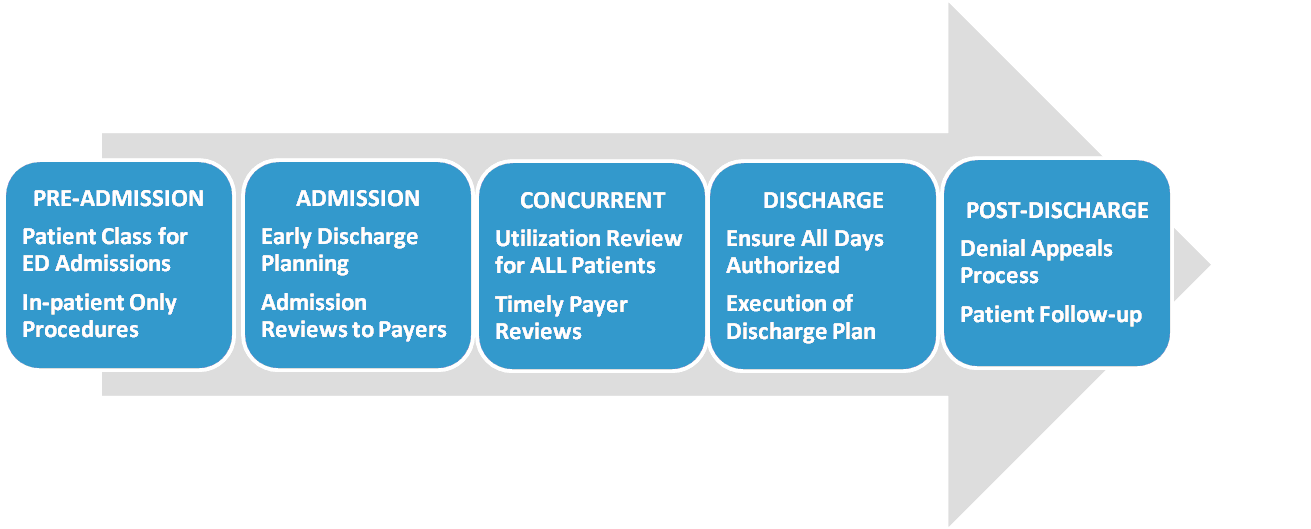 PRE-ADMISSION
Patient Class for
ED Admissions
In-patient Only
Procedures
ADMISSION
Early Discharge
Planning
Admission
Reviews to Payers
CONCURRENT
Utilization Review
for ALL Patients
Timely Payer
Reviews
DISCHARGE
Ensure All Days
Authorized
Execution of
Discharge Plan
POST-DISCHARGE
Denial Appeals
Process
Patient Follow-up